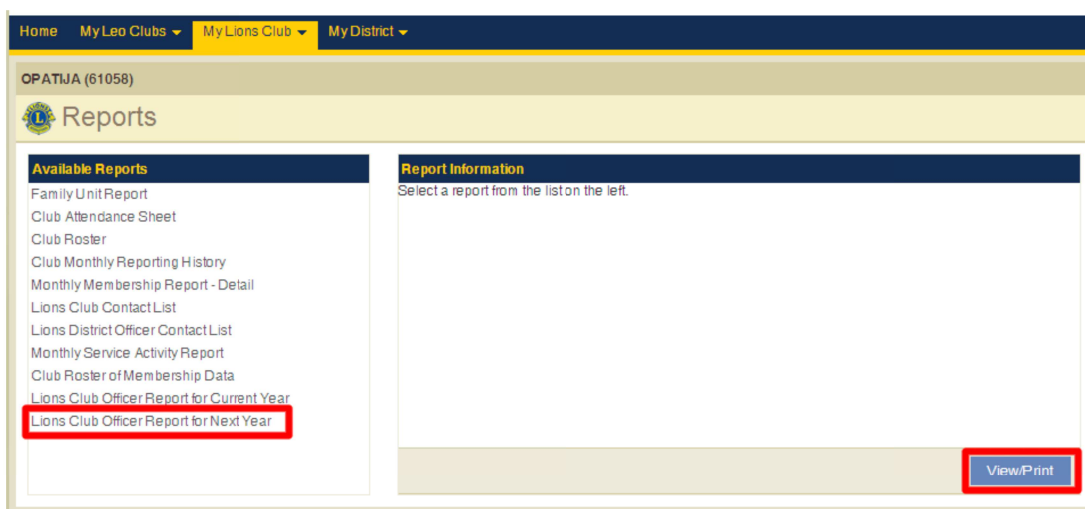 Home My Leo Clubs My Lions Club My District
OPATIJA (61058)
Reports
Available Reports
Family Unit Report
Club Attendance Sheet
Club Roster
Club Monthly Reporting History
Monthly Membership Report - Detail
Lions Club Contact List
Lions District Officer Contact List
Monthly Service Activity Report
Club Roster of Membership Data
Lions Club Officer Report for Current Year
Lions Club Officer Report for Next Year
Report Information
Select a report from the list on the left.
View/Print